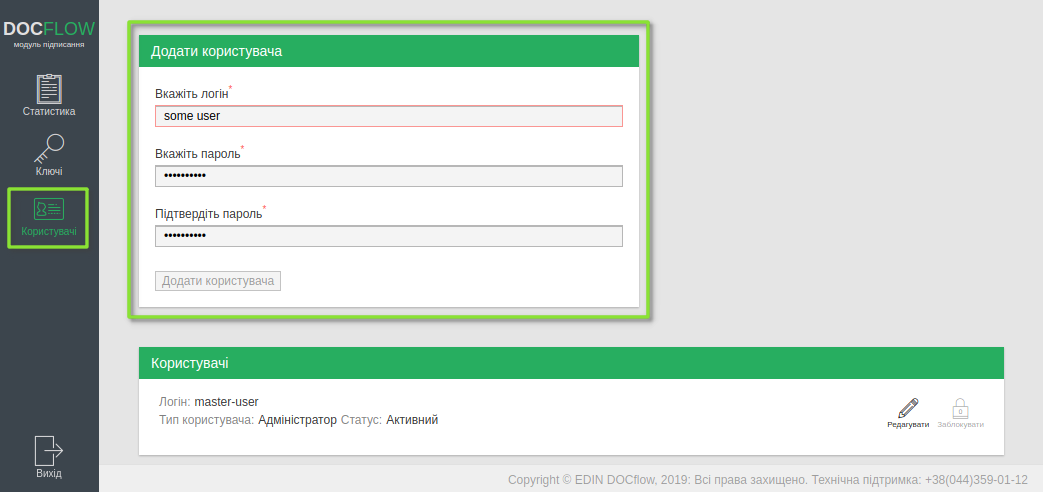 DOCFLOW
модуль підписання
Статистика
Ключі
Користувачі
Вихід
Додати користувача
Вкажіть логін*
some user
Вкажіть пароль*
••••••••••
Підтвердіть пароль*
••••••••••
Додати користувача
Користувачі
Логін: master-user
Тип користувача: Адміністратор Статус: Активний
Редагувати
0
Заблокувати
Copyright © EDIN DOCflow, 2019: Всі права захищено. Технічна підтримка: +38(044)359-01-12